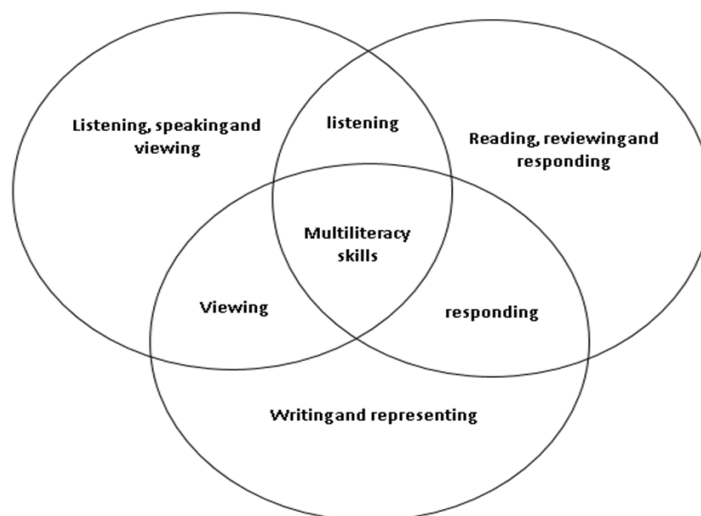 Listening, speaking and
viewing
listening
Reading, reviewing and
responding
Multiliteracy
skills
Viewing
responding
Writing and representing